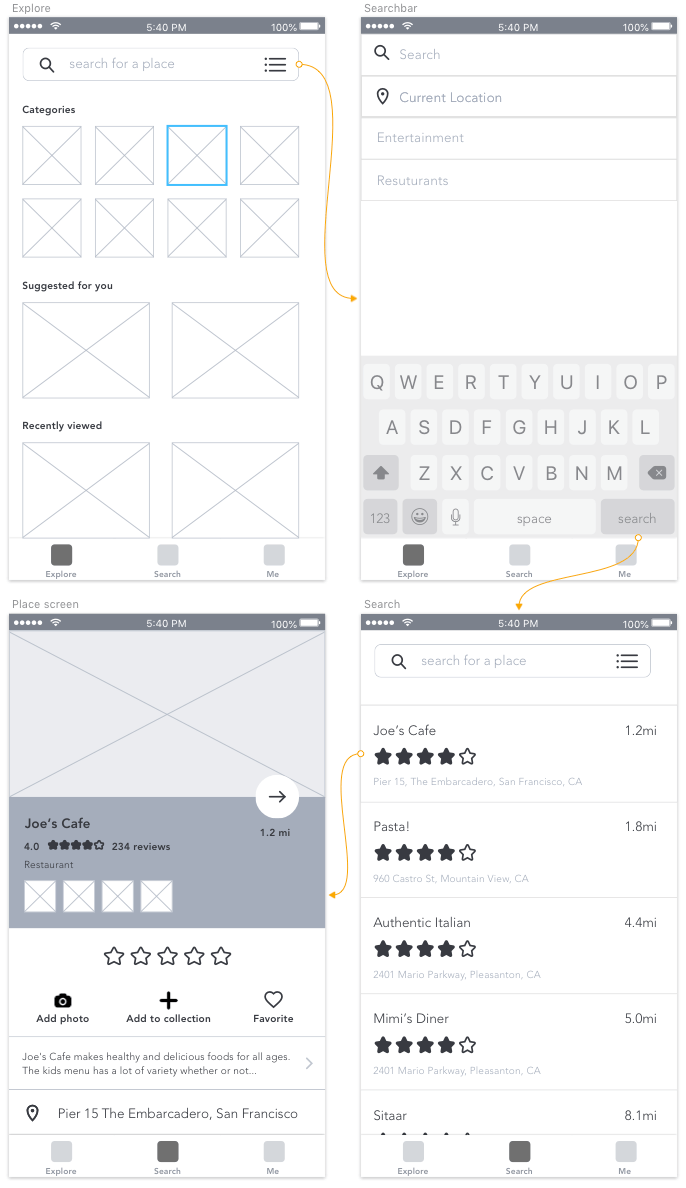 Explore
5:40 PM 100%
search for a place
Categories
Suggested for you
Recently viewed
Explore Search Me
Searchbar
5:40 PM 100%
Search
Current Location
Entertainment
Resuturants
Q W E R T Y U I O P
A S D F G H J K L
Z X C V B N M
123 space search
Explore Search Me
Place screen
5:40 PM 100%
Joe's Cafe
1.2 mi
4.0 234 reviews
Restaurant
Add photo Add to collection Favorite
Joe's Cafe makes healthy and delicious foods for all ages.
The kids menu has a lot of variety whether or not...
Pier 15 The Embarcadero, San Francisco
Explore Search Me
Search
5:40 PM 100%
search for a place
Joe's Cafe 1.2mi
Pier 15, The Embarcadero, San Francisco, CA
Pasta! 1.8mi
960 Castro St, Mountain View, CA
Authentic Italian 4.4mi
2401 Mario Parkway, Pleasanton, CA
Mimi's Diner 5.0mi
2401 Mario Parkway, Pleasanton, CA
Sitaar 8.1mi
Explore Search Me